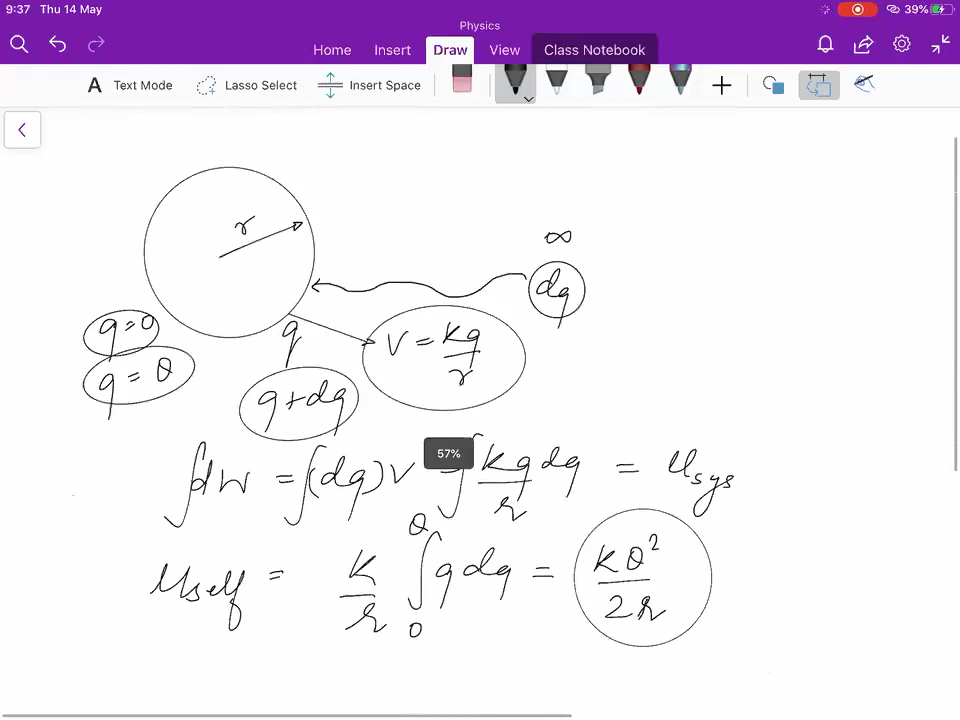 9:37 Thu 14 May 39%
Physics
Home Insert Draw View Class Notebook
A Text Mode Lasso Select Insert Space
r
∞
dq
q=0
q = Q
q
V = kq/r
q+dq
57%
∫dW = ∫(dq)V = ∫ kq dq / r = Usys
Uself = k/r ∫₀^Q q dq = kQ²/2r